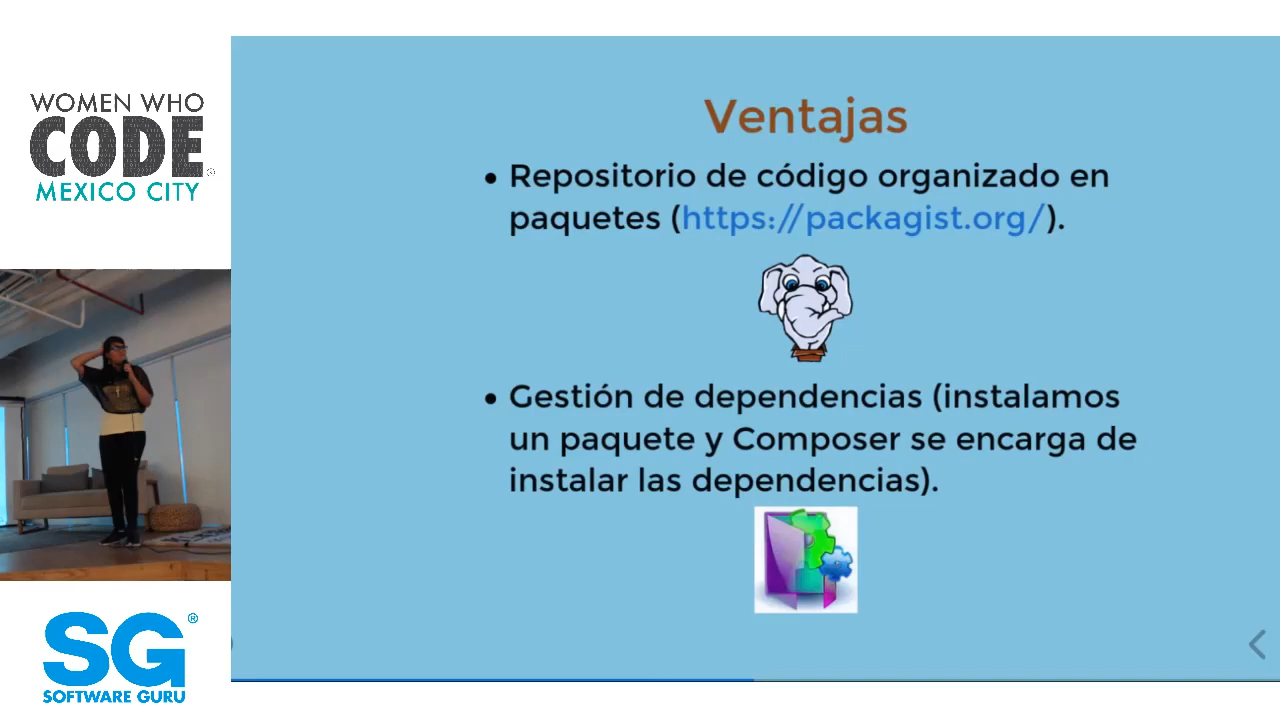 WOMEN WHO
CODE
MEXICO CITY
Ventajas
• Repositorio de código organizado en
paquetes (https://packagist.org/).
• Gestión de dependencias (instalamos
un paquete y Composer se encarga de
instalar las dependencias).
SG®
SOFTWARE GURU